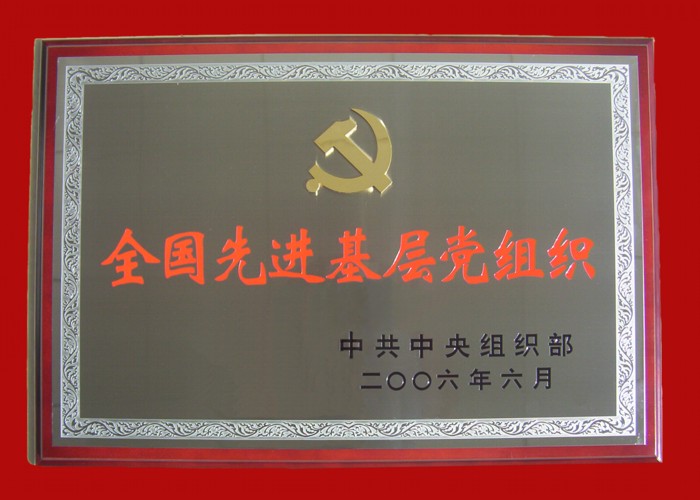 全国先进基层党组织
中共中央组织部
二〇〇六年六月